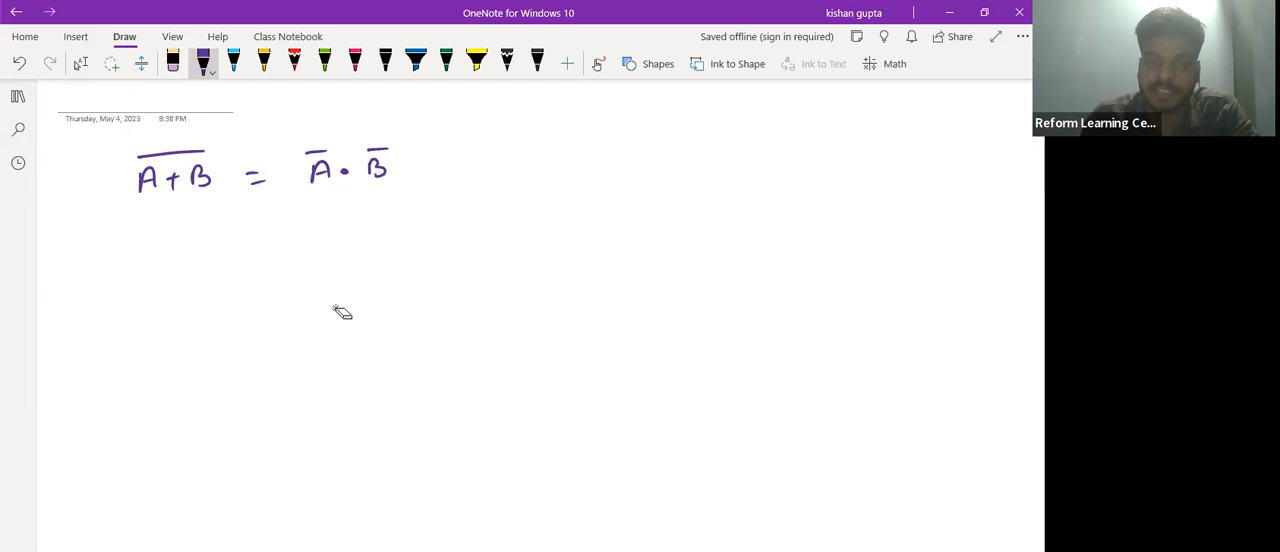 OneNote for Windows 10
kishan gupta
Home Insert Draw View Help Class Notebook
Saved offline (sign in required)
Share
Shapes
Ink to Shape
Ink to Text
Math
Reform Learning Ce...
Thursday, May 4, 2023 8:38 PM
A̅+̅B̅ = A̅ • B̅